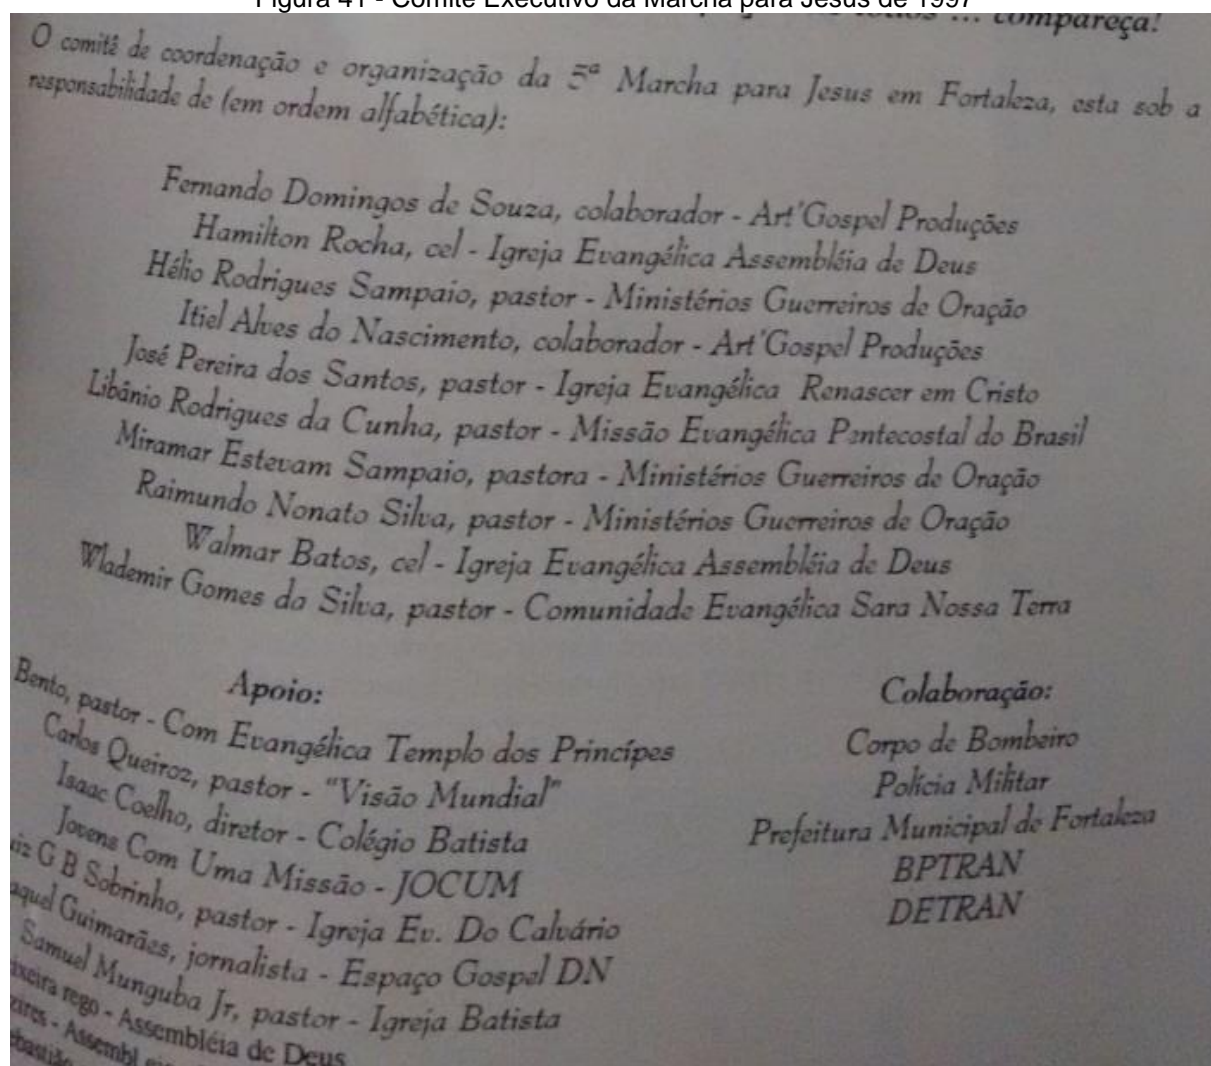 Figura 41 - Comitê Executivo da Marcha para Jesus de 1997
... compareça!
O comitê de coordenação e organização da 5ª Marcha para Jesus em Fortaleza, esta sob a
responsabilidade de (em ordem alfabética):
Fernando Domingos de Souza, colaborador - Art'Gospel Produções
Hamilton Rocha, cel - Igreja Evangélica Assembléia de Deus
Hélio Rodrigues Sampaio, pastor - Ministérios Guerreiros de Oração
Itiel Alves do Nascimento, colaborador - Art'Gospel Produções
José Pereira dos Santos, pastor - Igreja Evangélica Renascer em Cristo
Libânio Rodrigues da Cunha, pastor - Missão Evangélica Pentecostal do Brasil
Miramar Estevam Sampaio, pastora - Ministérios Guerreiros de Oração
Raimundo Nonato Silva, pastor - Ministérios Guerreiros de Oração
Walmar Batos, cel - Igreja Evangélica Assembléia de Deus
Wlademir Gomes da Silva, pastor - Comunidade Evangélica Sara Nossa Terra
Apoio:
Bento, pastor - Com Evangélica Templo dos Princípes
Carlos Queiroz, pastor - "Visão Mundial"
Isaac Coelho, diretor - Colégio Batista
Jovens Com Uma Missão - JOCUM
G B Sobrinho, pastor - Igreja Ev. Do Calvário
Guimarães, jornalista - Espaço Gospel DN
Samuel Munguba Jr, pastor - Igreja Batista
rego - Assembléia de Deus
Colaboração:
Corpo de Bombeiro
Polícia Militar
Prefeitura Municipal de Fortaleza
BPTRAN
DETRAN